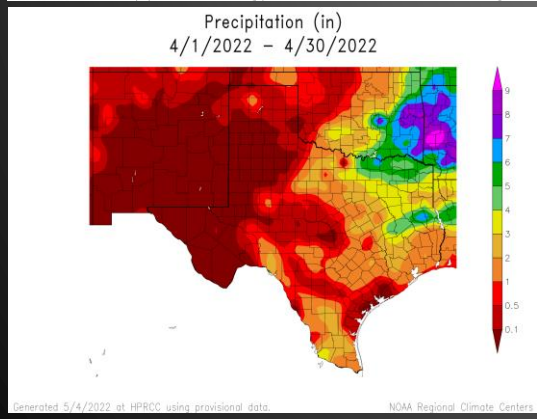 Precipitation (in)
4/1/2022 – 4/30/2022
9
8
7
6
5
4
3
2
1
0.5
0.1
Generated 5/4/2022 at HPRCC using provisional data.
NOAA Regional Climate Centers